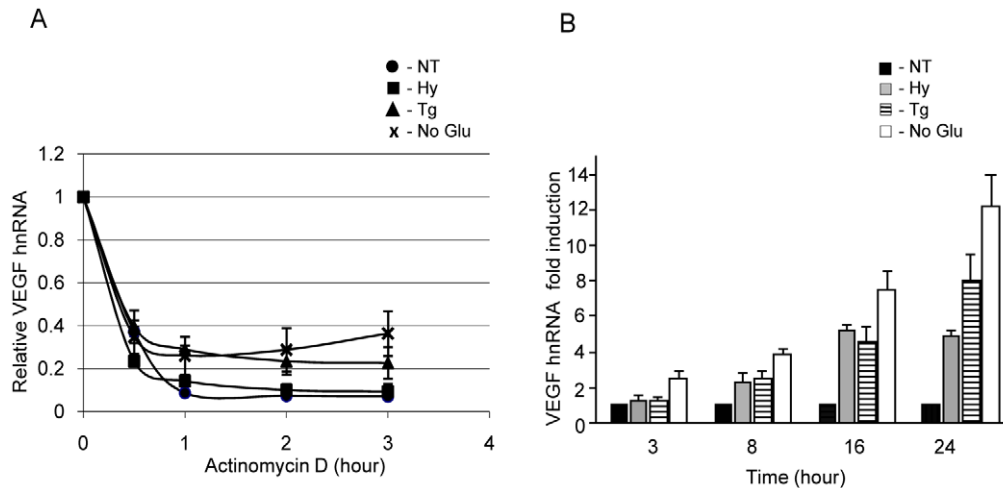 A
- NT
- Hy
- Tg
- No Glu
Relative VEGF hnRNA
1.2
1
0.8
0.6
0.4
0.2
0
0 1 2 3 4
Actinomycin D (hour)
B
- NT
- Hy
- Tg
- No Glu
VEGF hnRNA fold induction
14
12
10
8
6
4
2
0
3 8 16 24
Time (hour)